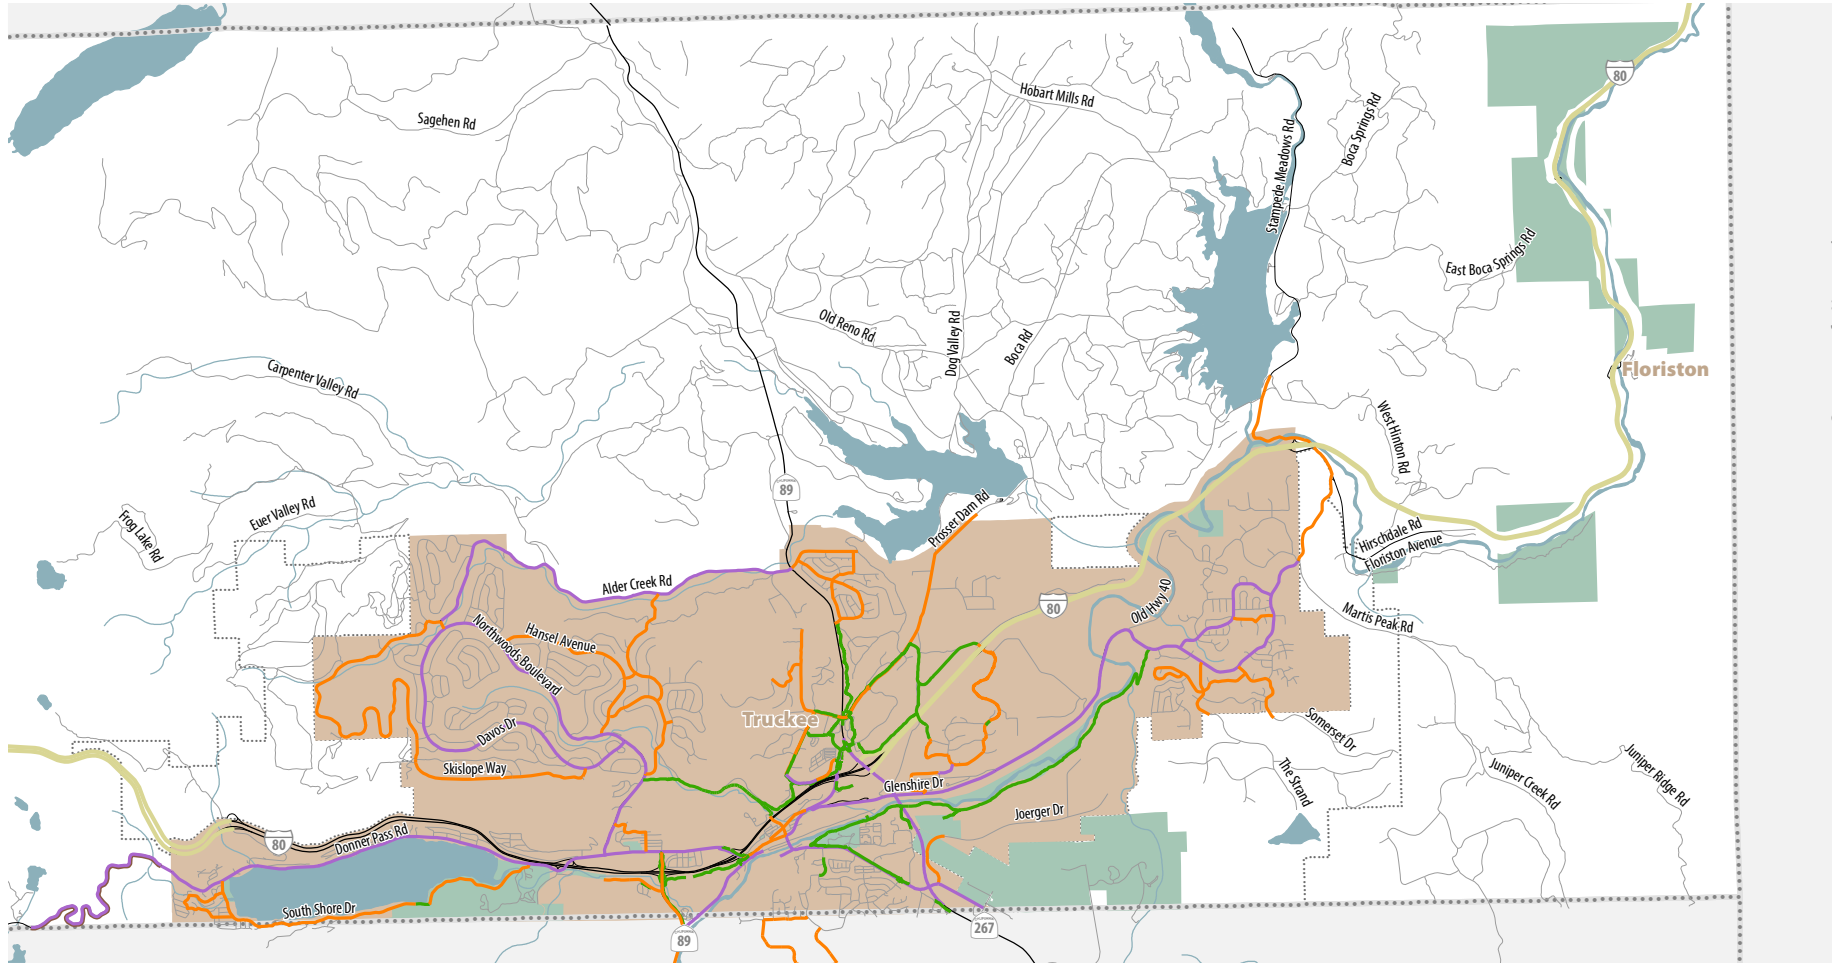 80
Hobart Mills Rd
Sagehen Rd
Boca Springs Rd
Stampede Meadows Rd
East Boca Springs Rd
Old Reno Rd
Dog Valley Rd
Boca Rd
Floriston
Carpenter Valley Rd
West Hinton Rd
89
Prosser Dam Rd
Euer Valley Rd
Frog Lake Rd
Hirschdale Rd
Floriston Avenue
Alder Creek Rd
80
Old Hwy 40
Martis Peak Rd
Hansel Avenue
Northwoods Boulevard
Truckee
Davos Dr
Somerset Dr
Skislope Way
Glenshire Dr
The Strand
Juniper Creek Rd
Juniper Ridge Rd
Joerger Dr
80
Donner Pass Rd
South Shore Dr
89
267